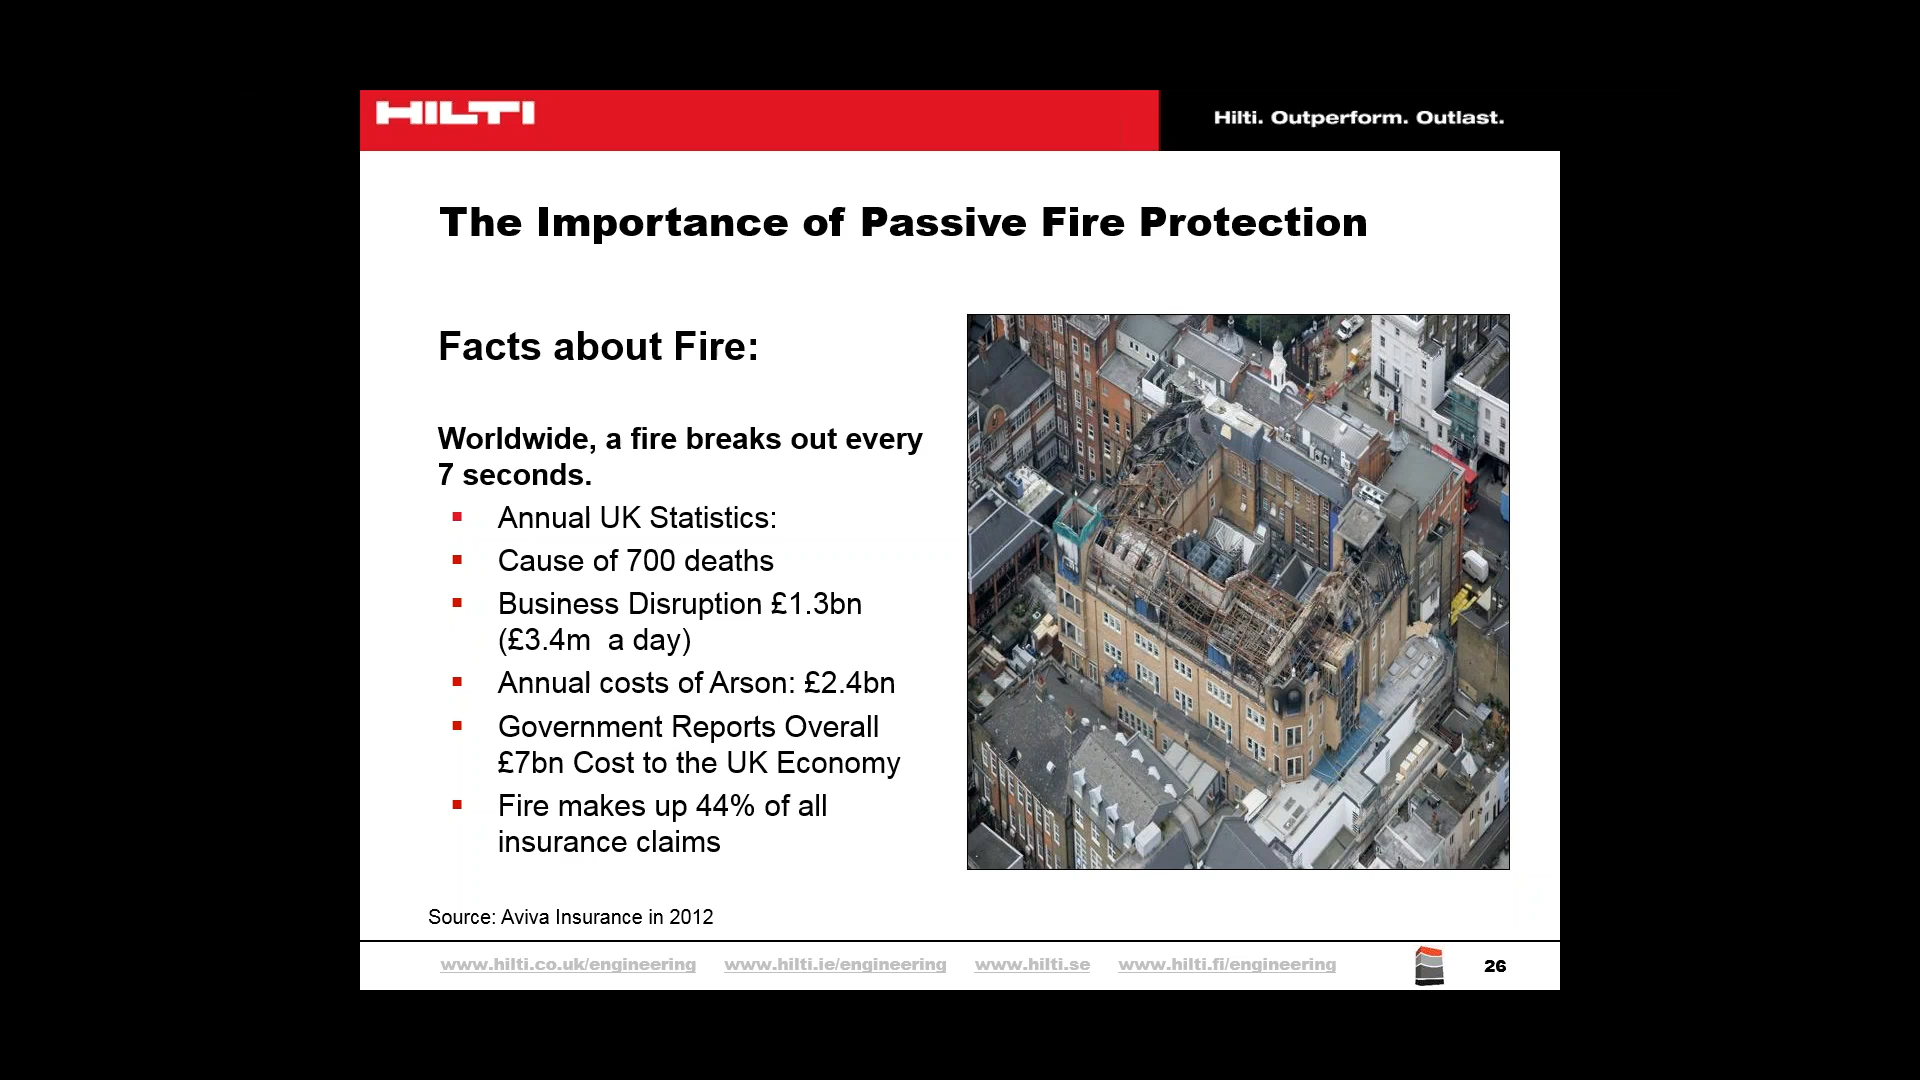 HILTI
Hilti. Outperform. Outlast.
The Importance of Passive Fire Protection
Facts about Fire:
Worldwide, a fire breaks out every
7 seconds.
Annual UK Statistics:
Cause of 700 deaths
Business Disruption £1.3bn
(£3.4m  a day)
Annual costs of Arson: £2.4bn
Government Reports Overall
£7bn Cost to the UK Economy
Fire makes up 44% of all
insurance claims
Source: Aviva Insurance in 2012
www.hilti.co.uk/engineering www.hilti.ie/engineering www.hilti.se www.hilti.fi/engineering 26